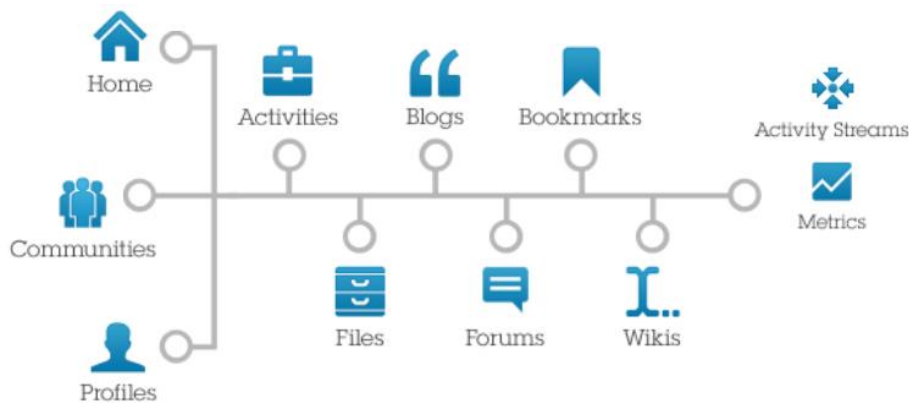 Home
Activities
Blogs
Bookmarks
Activity Streams
Communities
Metrics
Files
Forums
Wikis
Profiles